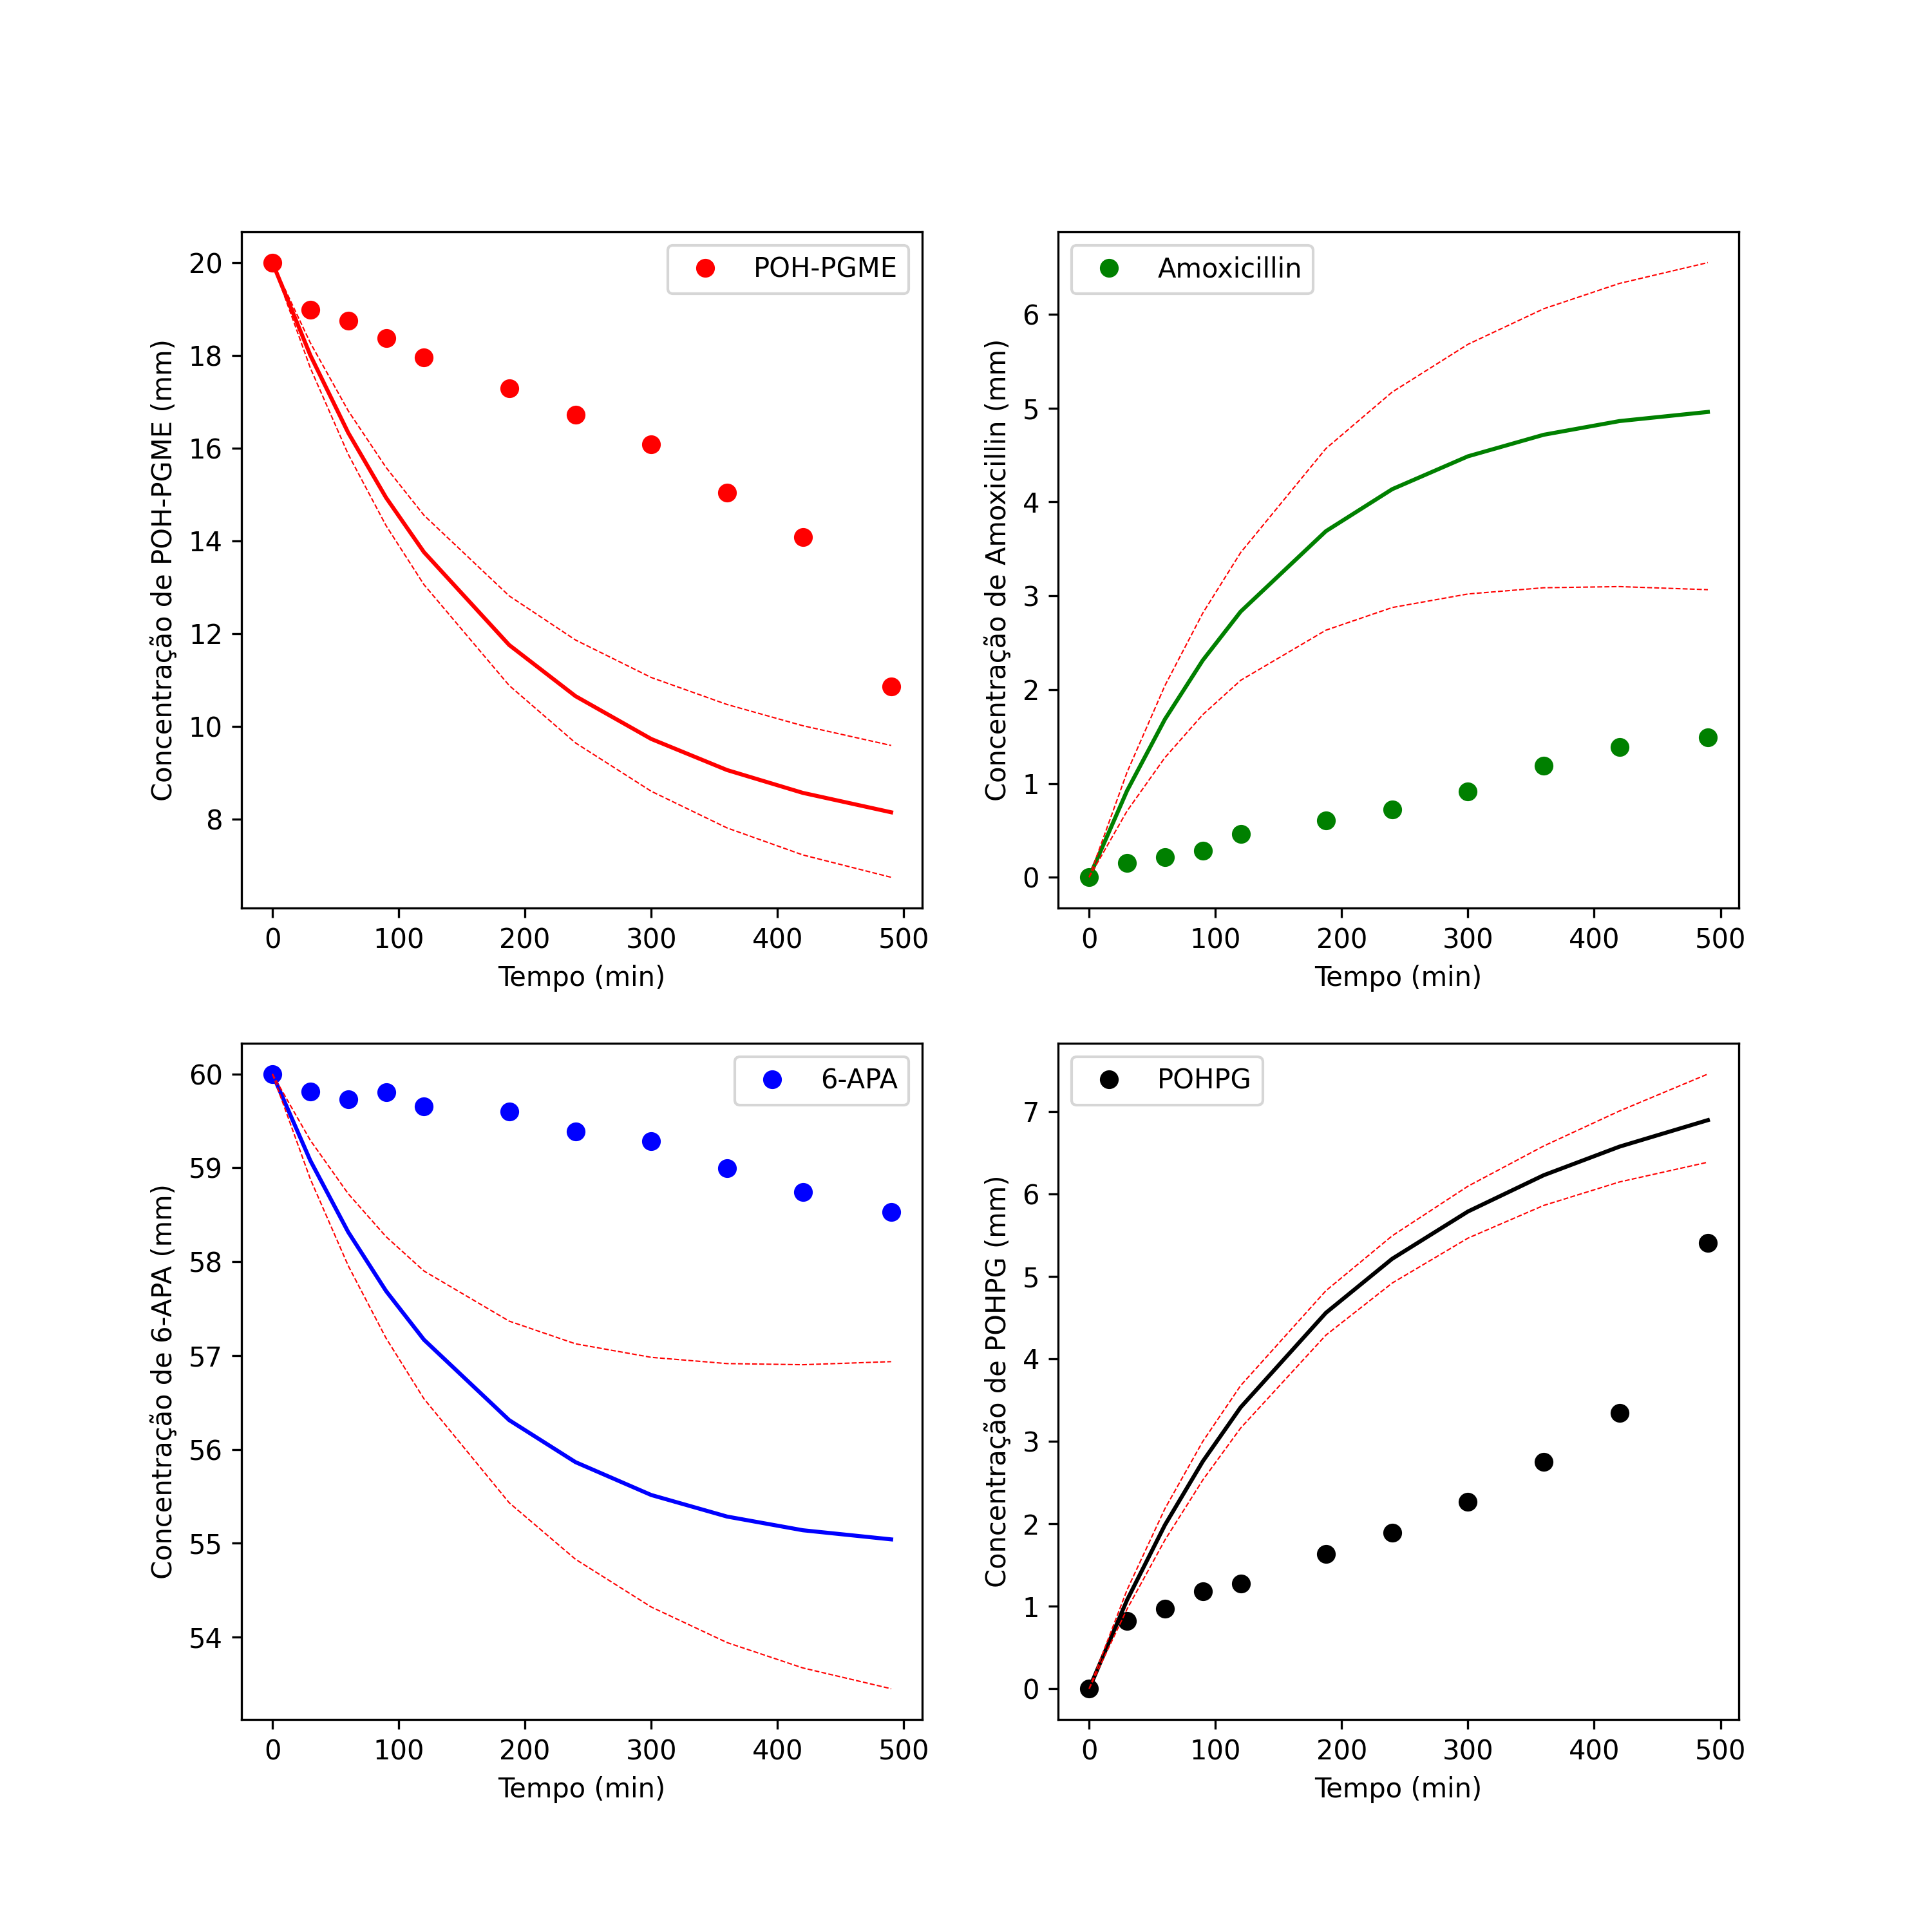 POH-PGME
Concentração de POH-PGME (mm)
20
18
16
14
12
10
8
0 100 200 300 400 500
Tempo (min)
Amoxicillin
Concentração de Amoxicillin (mm)
6
5
4
3
2
1
0
0 100 200 300 400 500
Tempo (min)
6-APA
Concentração de 6-APA (mm)
60
59
58
57
56
55
54
0 100 200 300 400 500
Tempo (min)
POHPG
Concentração de POHPG (mm)
7
6
5
4
3
2
1
0
0 100 200 300 400 500
Tempo (min)